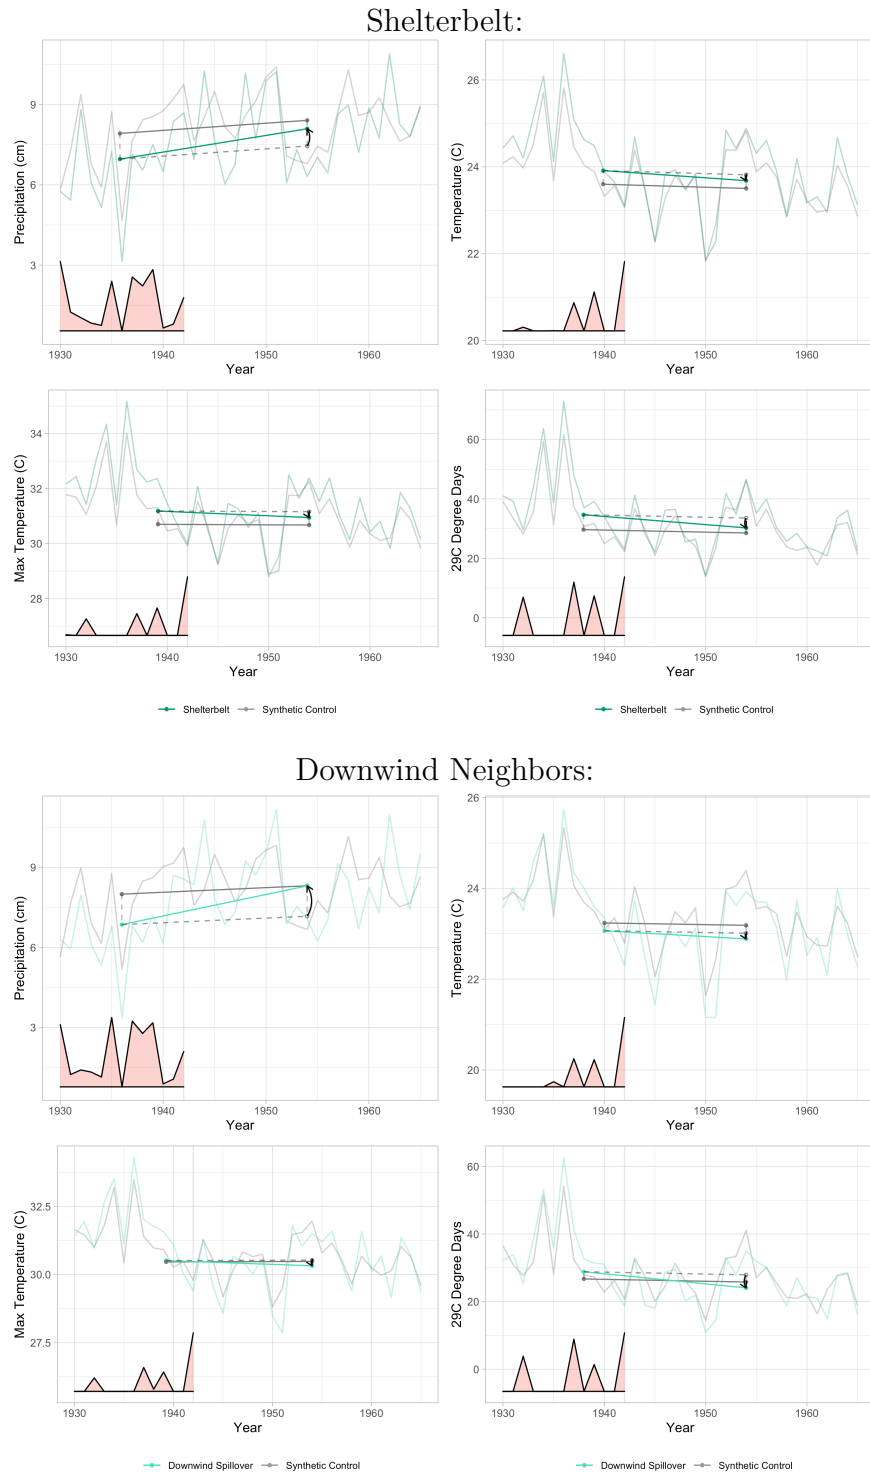 Shelterbelt:
Precipitation (cm)
9
6
3
1930 1940 1950 1960
Year
Temperature (C)
26
24
22
20
1930 1940 1950 1960
Year
Max Temperature (C)
34
32
30
28
1930 1940 1950 1960
Year
29C Degree Days
60
40
20
0
1930 1940 1950 1960
Year
Shelterbelt Synthetic Control
Shelterbelt Synthetic Control
Downwind Neighbors:
Precipitation (cm)
9
6
3
1930 1940 1950 1960
Year
Temperature (C)
26
24
22
20
1930 1940 1950 1960
Year
Max Temperature (C)
32.5
30.0
27.5
1930 1940 1950 1960
Year
29C Degree Days
60
40
20
0
1930 1940 1950 1960
Year
Downwind Spillover Synthetic Control
Downwind Spillover Synthetic Control